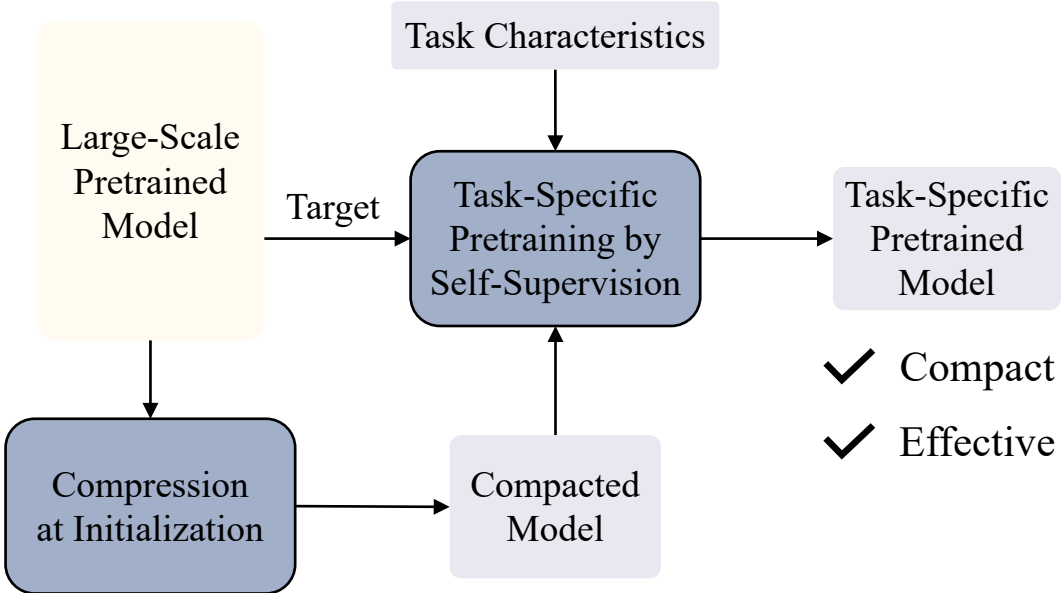 Task Characteristics
Large-Scale
Pretrained
Model
Target
Task-Specific
Pretraining by
Self-Supervision
Task-Specific
Pretrained
Model
Compact
Effective
Compression
at Initialization
Compacted
Model